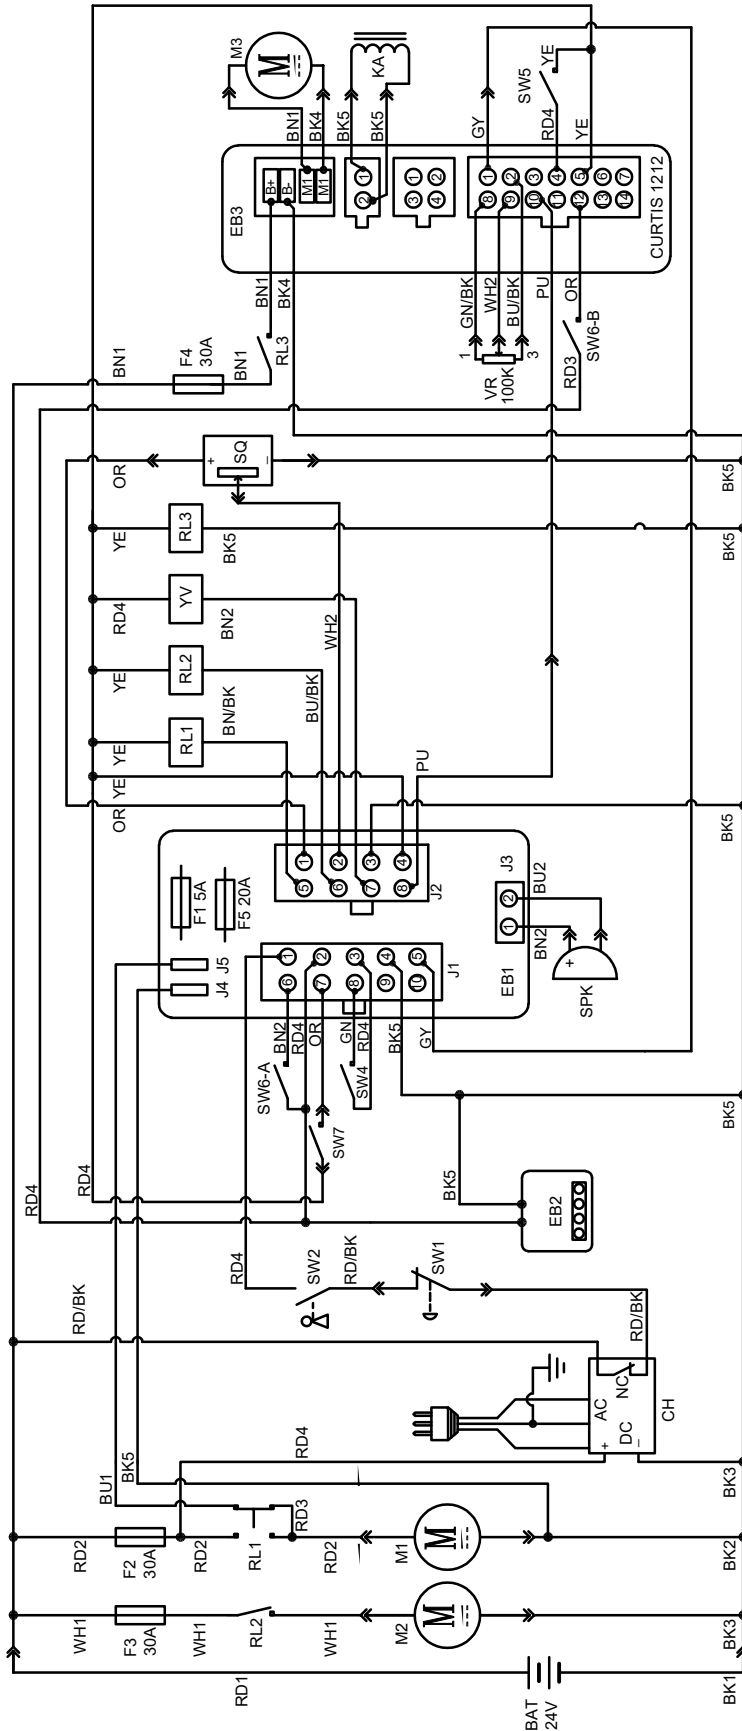 RD1
BAT
24V
BK1
WH1
F3
30A
WH1
RL2
WH1
M2
M
BK3
RD2
F2
30A
RD2
RL1
RD3
RD2
M1
M
BK2
BU1
BK5
RD4
RD/BK
AC
DC
NC
+
–
CH
BK3
RD/BK
RD4
SW2
RD/BK
SW1
RD4
RD4
EB2
BK5
BK5
SW6-A
SW7
SW4
BN2
RD4
OR
GN
RD4
BK5
GY
J4
J5
F1 5A
F5 20A
6
1
7
2
8
3
9
4
10
5
J1
EB1
5
1
6
2
7
3
8
4
J2
J3
1
2
BN2
BU2
+
SPK
OR
YE
YE
RL1
BN/BK
YE
RL2
BU/BK
RD4
YV
BN2
YE
RL3
BK5
OR
+
SQ
–
WH2
PU
BK5
BK5
BK5
BN1
F4
30A
BN1
RL3
BN1
BK4
EB3
B+
B-
M1
M1
2
1
3
1
4
2
8
1
9
2
10
3
11
4
12
5
13
6
14
7
CURTIS 1212
1
VR
100K
3
GN/BK
WH2
BU/BK
PU
OR
RD3
SW6-B
BN1
BK4
M3
M
BK5
BK5
KA
GY
RD4
SW5
YE
YE